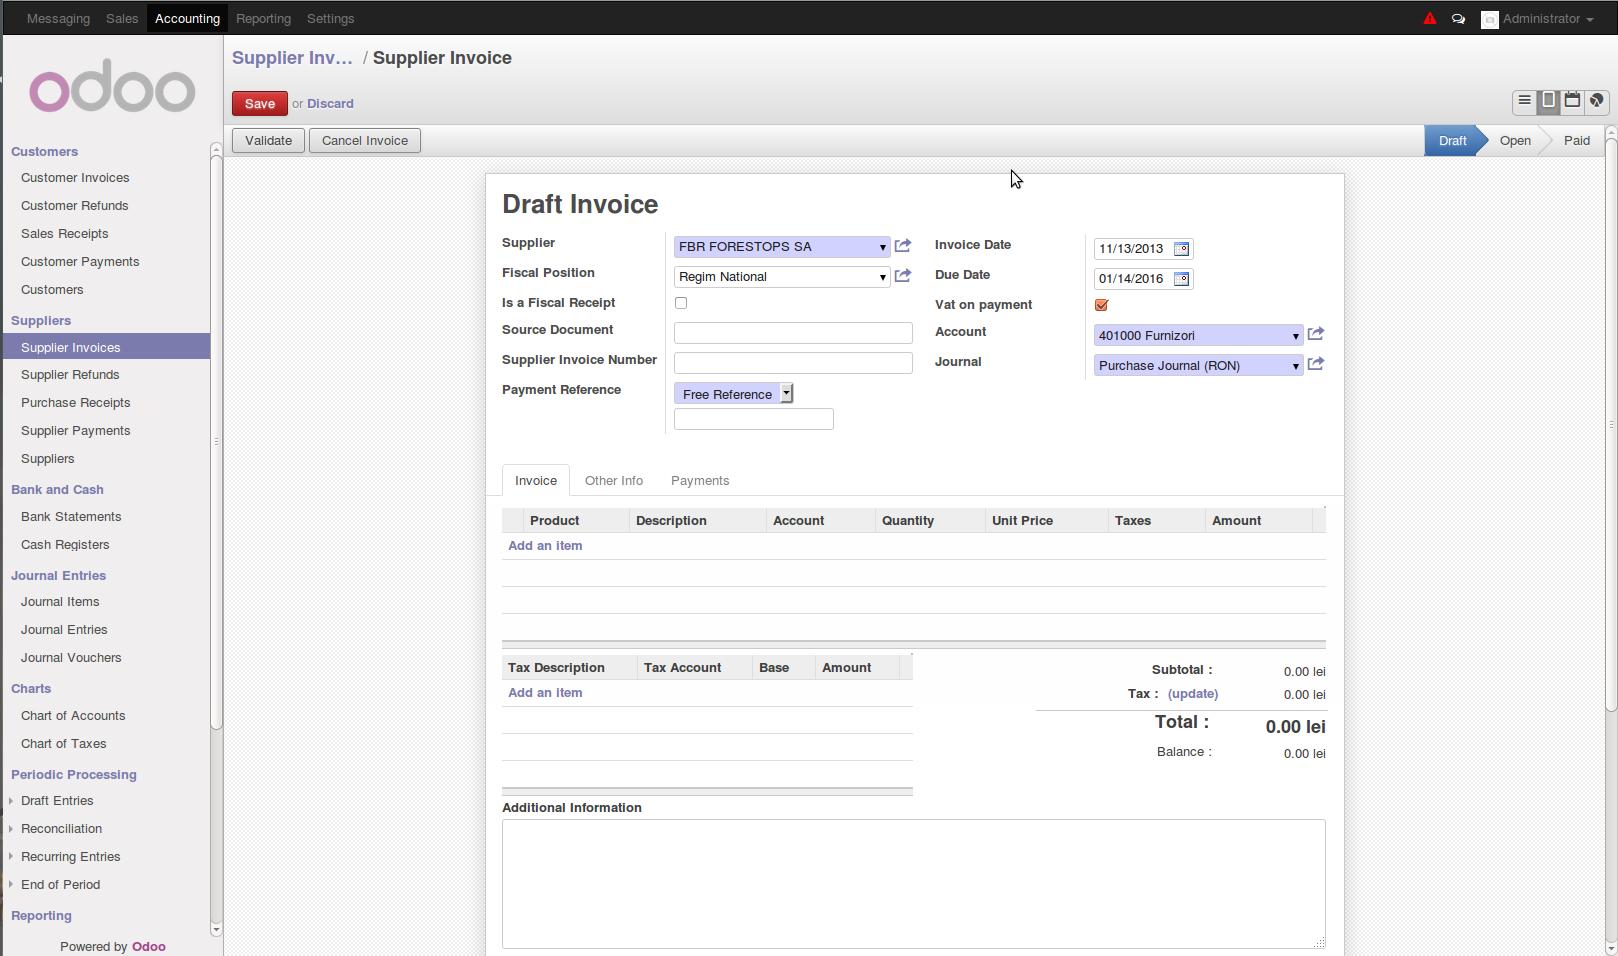 Messaging Sales Accounting Reporting Settings
Administrator
odoo
Customers
Customer Invoices
Customer Refunds
Sales Receipts
Customer Payments
Customers
Suppliers
Supplier Invoices
Supplier Refunds
Purchase Receipts
Supplier Payments
Suppliers
Bank and Cash
Bank Statements
Cash Registers
Journal Entries
Journal Items
Journal Entries
Journal Vouchers
Charts
Chart of Accounts
Chart of Taxes
Periodic Processing
Draft Entries
Reconciliation
Recurring Entries
End of Period
Reporting
Powered by Odoo
Supplier Inv... / Supplier Invoice
Save or Discard
Validate Cancel Invoice
Draft Open Paid
Draft Invoice
Supplier FBR FORESTOPS SA
Fiscal Position Regim National
Is a Fiscal Receipt
Source Document
Supplier Invoice Number
Payment Reference Free Reference
Invoice Date 11/13/2013
Due Date 01/14/2016
Vat on payment
Account 401000 Furnizori
Journal Purchase Journal (RON)
Invoice Other Info Payments
Product Description Account Quantity Unit Price Taxes Amount
Add an item
Tax Description Tax Account Base Amount
Add an item
Subtotal : 0.00 lei
Tax : (update) 0.00 lei
Total : 0.00 lei
Balance : 0.00 lei
Additional Information